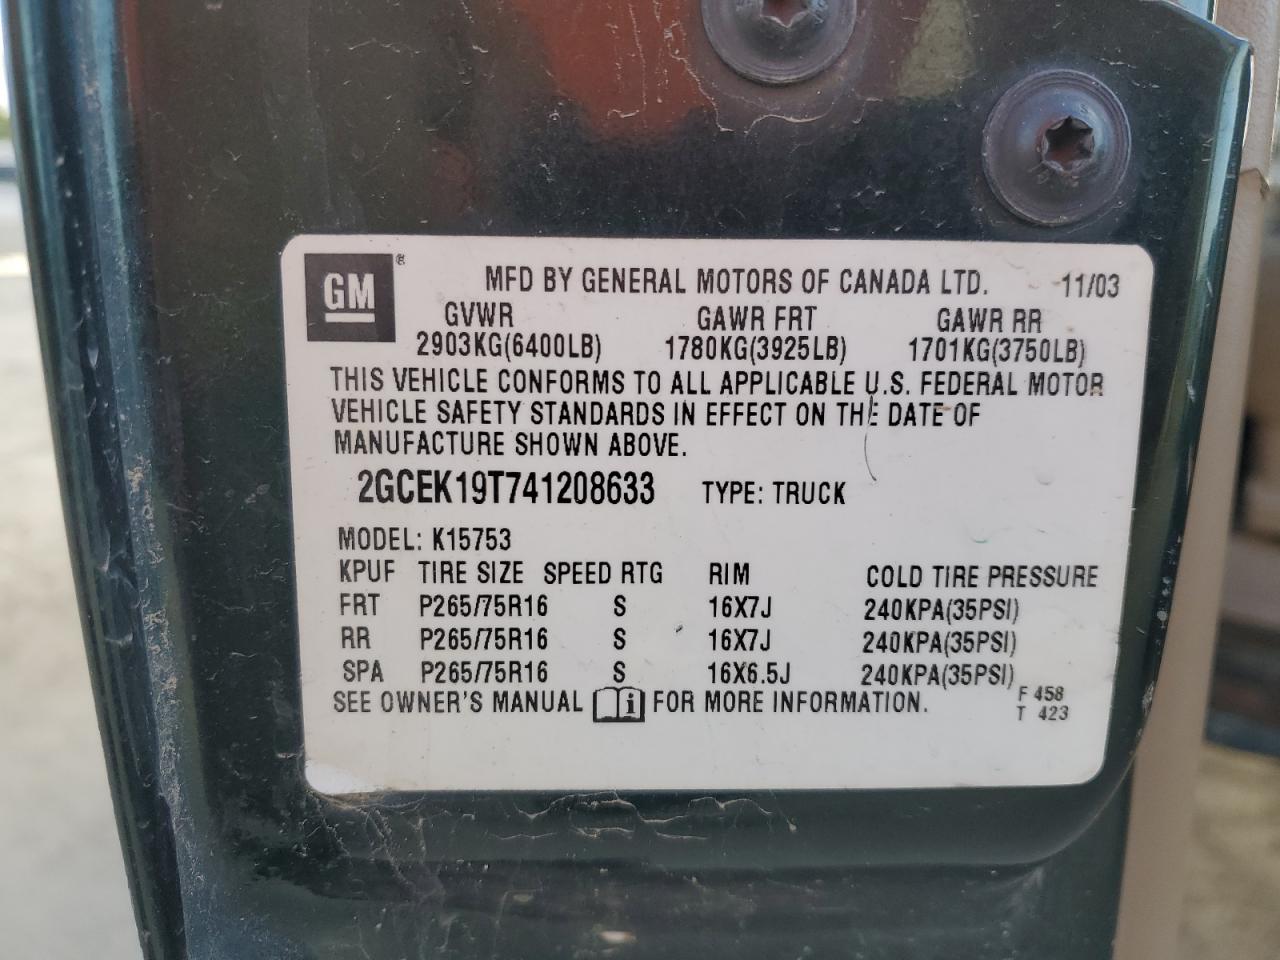 GM® MFD BY GENERAL MOTORS OF CANADA LTD. 11/03
GVWR GAWR FRT GAWR RR
2903KG(6400LB) 1780KG(3925LB) 1701KG(3750LB)
THIS VEHICLE CONFORMS TO ALL APPLICABLE U.S. FEDERAL MOTOR
VEHICLE SAFETY STANDARDS IN EFFECT ON THE DATE OF
MANUFACTURE SHOWN ABOVE.
2GCEK19T741208633 TYPE: TRUCK
MODEL: K15753
KPUF TIRE SIZE SPEED RTG RIM COLD TIRE PRESSURE
FRT P265/75R16 S 16X7J 240KPA(35PSI)
RR P265/75R16 S 16X7J 240KPA(35PSI)
SPA P265/75R16 S 16X6.5J 240KPA(35PSI)
SEE OWNER'S MANUAL i FOR MORE INFORMATION. F 458
T 423